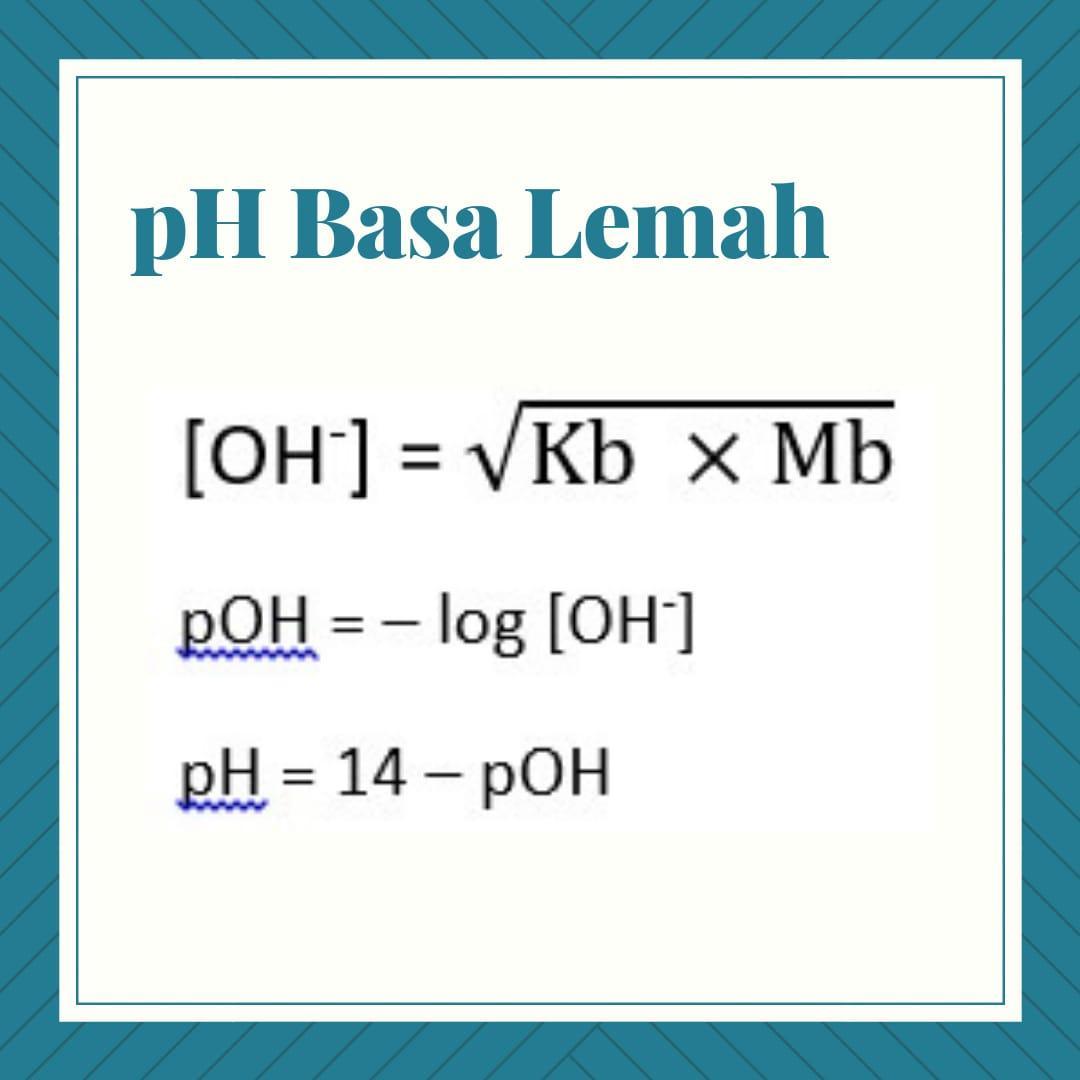 pH Basa Lemah
[OH⁻] = √Kb × Mb
pOH = – log [OH⁻]
pH = 14 – pOH